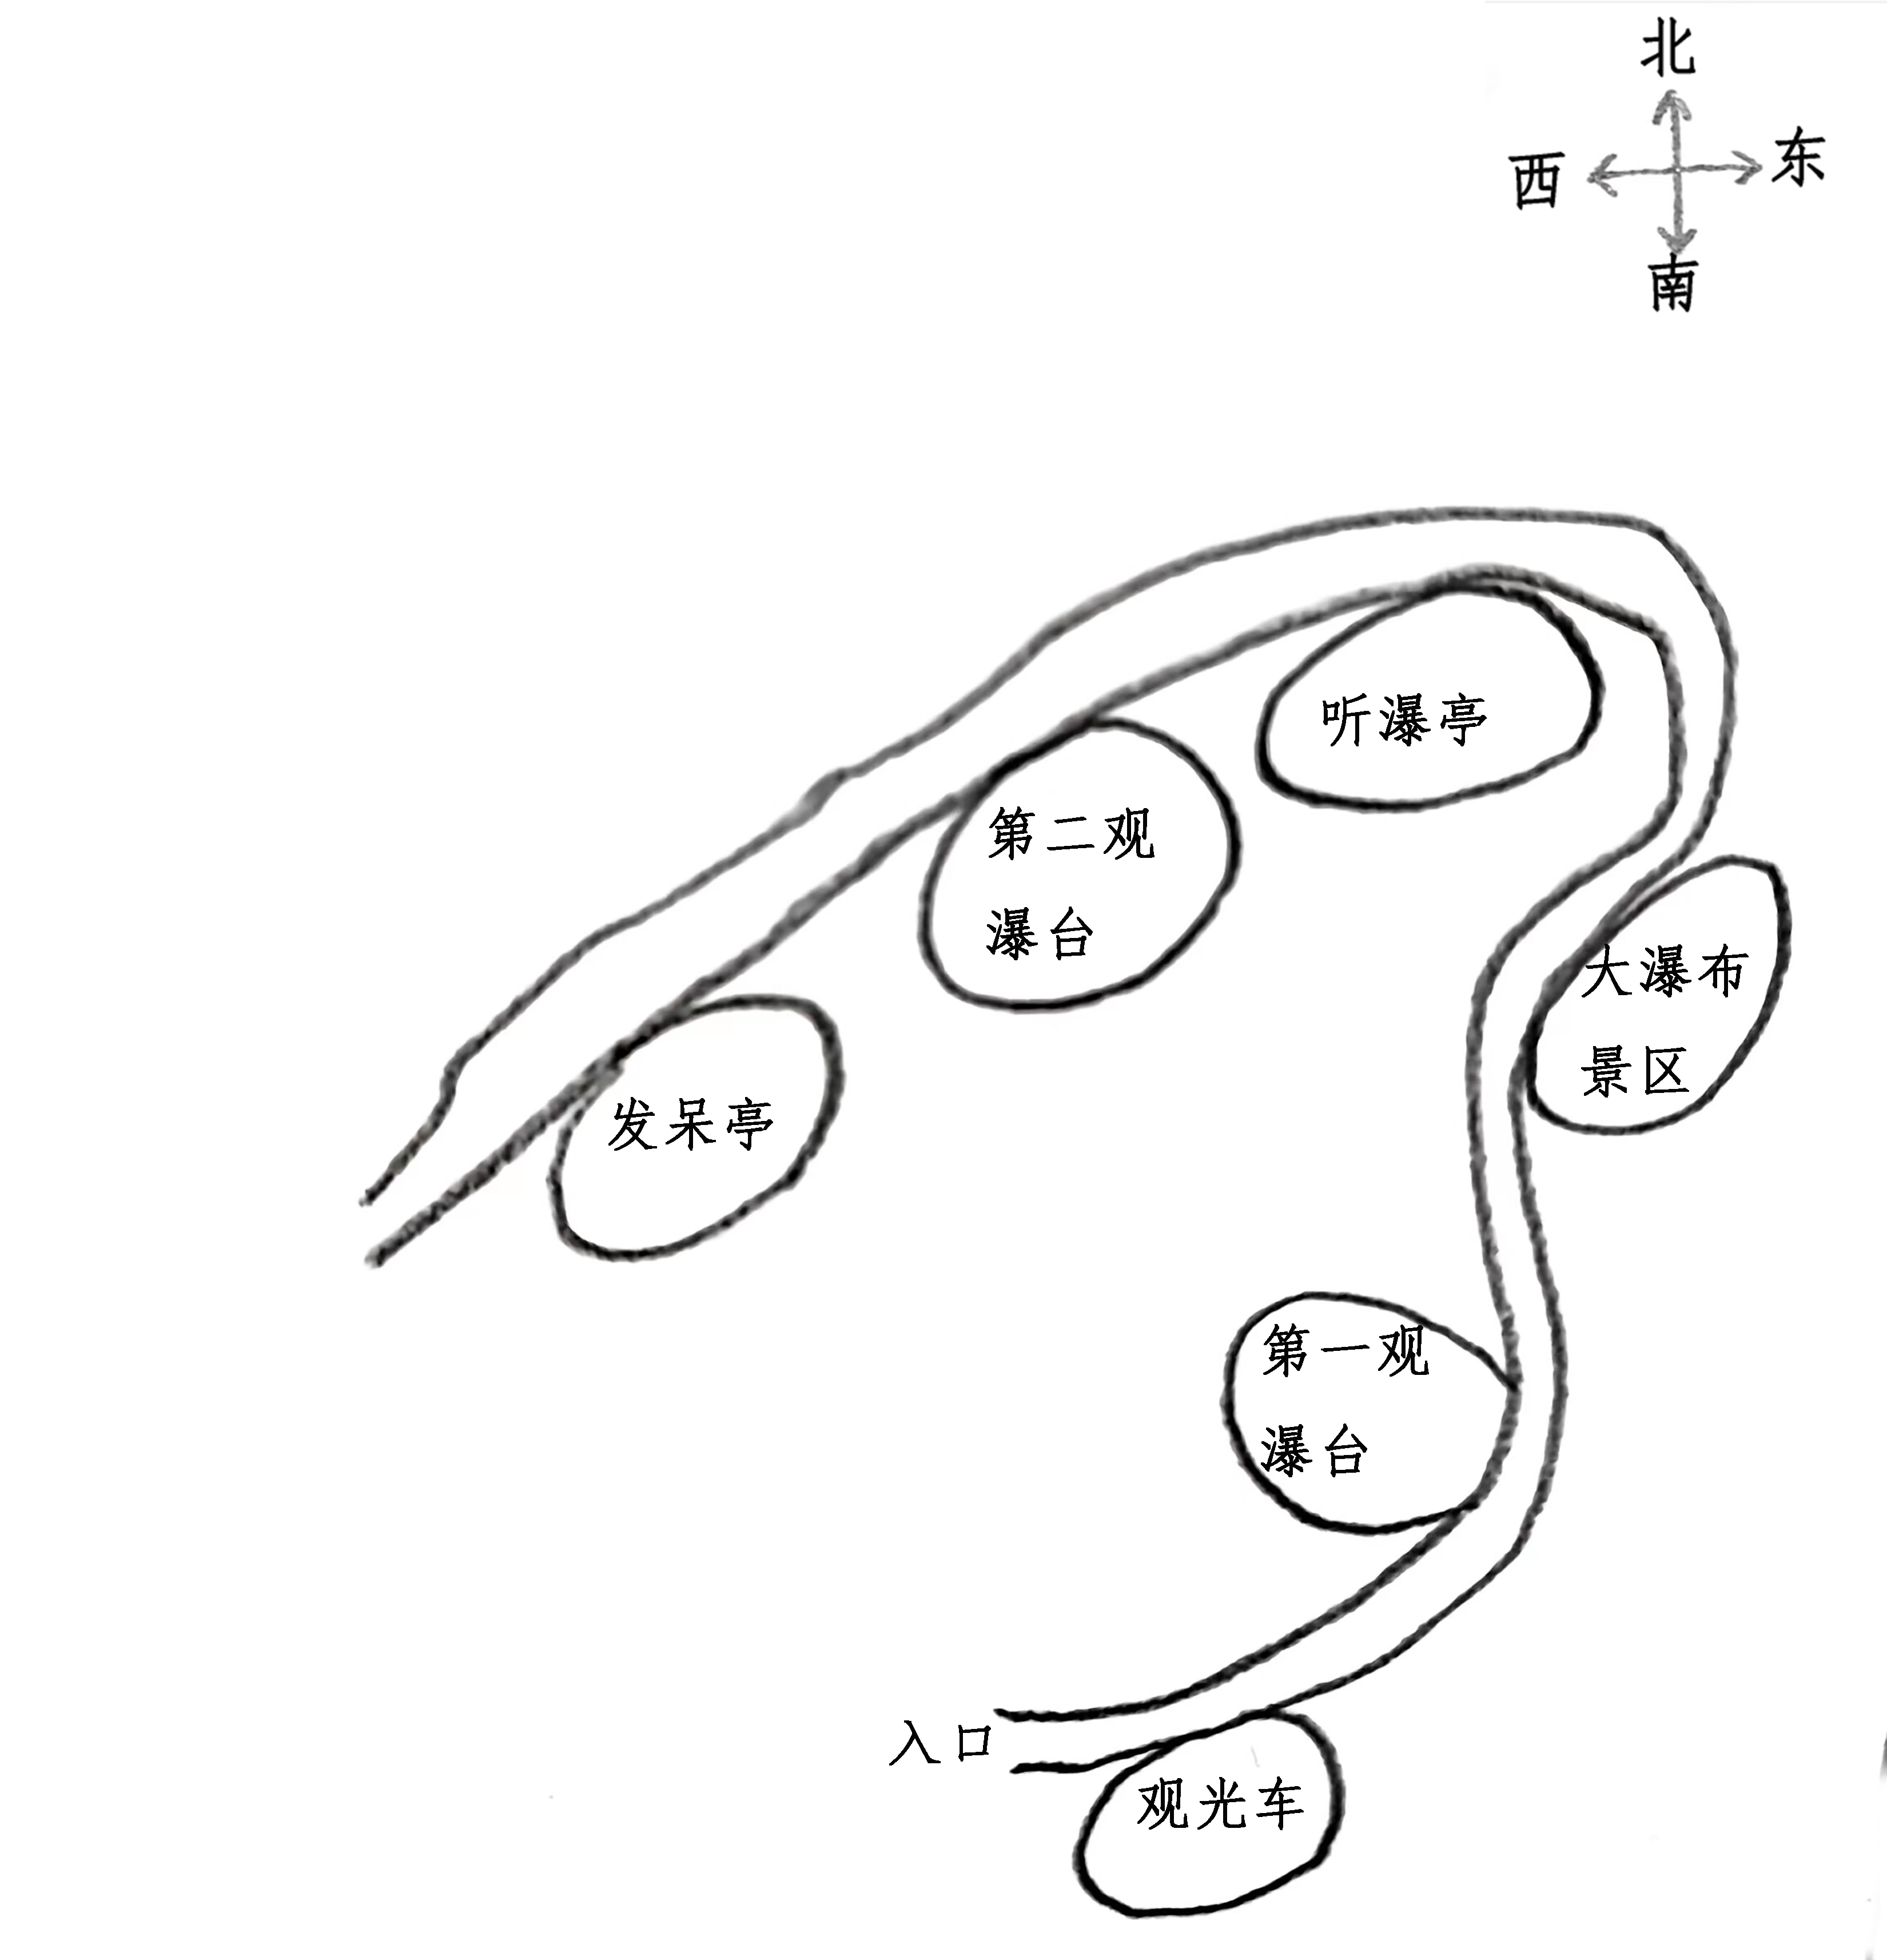 北
西
东
南
听瀑亭
第二观
瀑台
大瀑布
景区
发呆亭
第一观
瀑台
入口
观光车